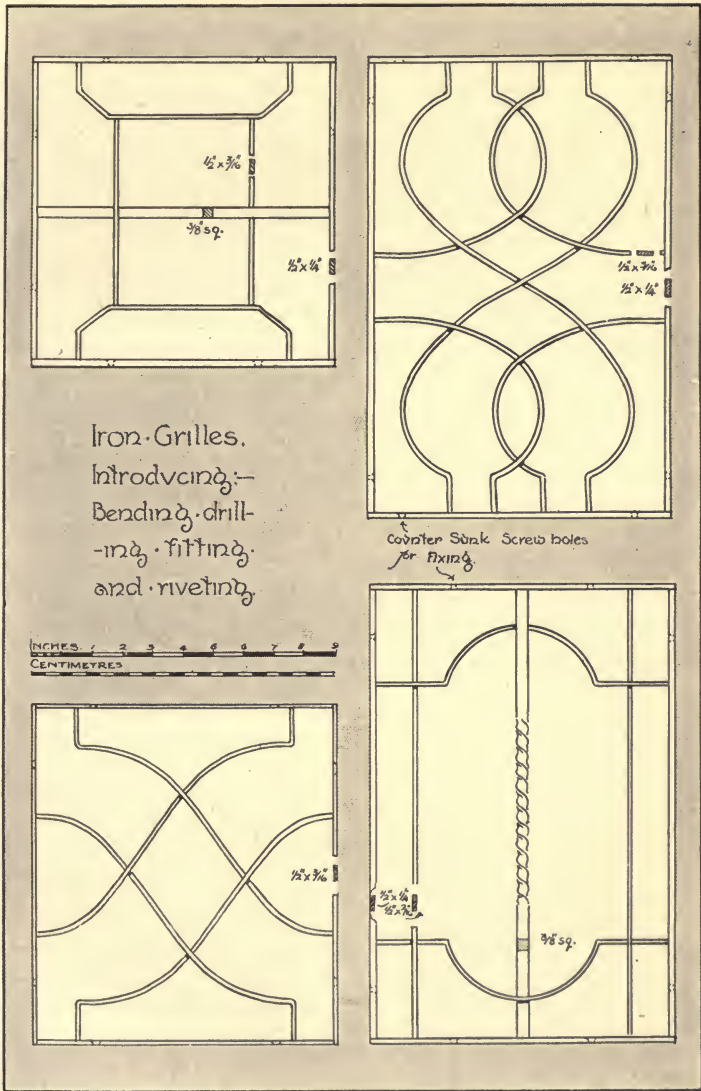 ½" x 3/16"
3/8" sq.
½" x ¼"
½" x 3/16"
½" x ¼"
Iron·Grilles.
Introdvcing:—
Bending·drill-
-ing·fitting·
and·riveting.
Counter Sunk Screw holes
for Fixing.
INCHES. 1 2 3 4 5 6 7 8 9
CENTIMETRES
½" x 3/16"
½" x ¼"
½" x 3/16"
3/8" sq.